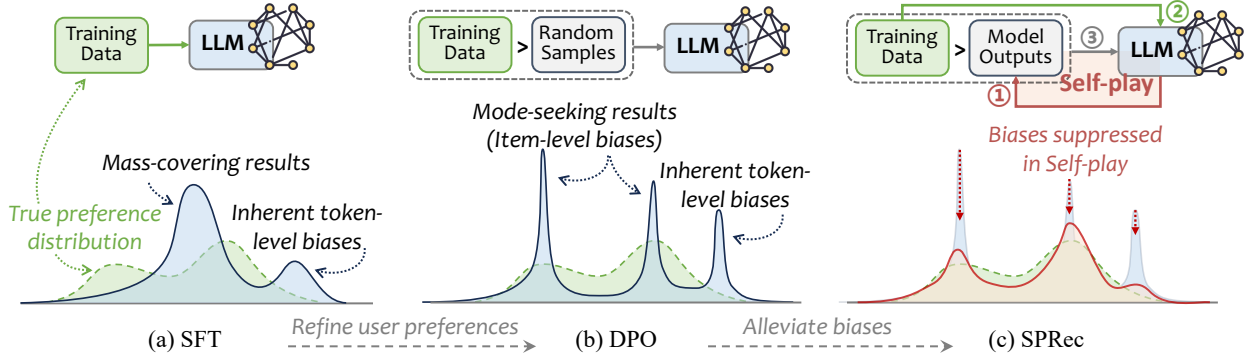 Training
Data
LLM
Mass-covering results
True preference
distribution
Inherent token-
level biases
(a) SFT
Refine user preferences
Training
Data
>
Random
Samples
LLM
Mode-seeking results
(Item-level biases)
Inherent token-
level biases
(b) DPO
Alleviate biases
Training
Data
>
Model
Outputs
③
②
LLM
①
Self-play
Biases suppressed
in Self-play
(c) SPRec